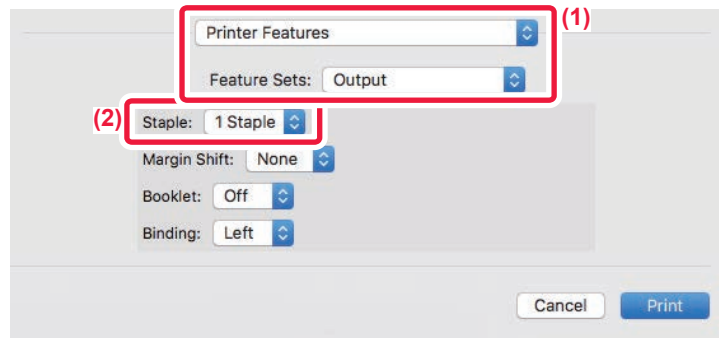 (1)
Printer Features
Feature Sets: Output
(2)
Staple: 1 Staple
Margin Shift: None
Booklet: Off
Binding: Left
Cancel Print